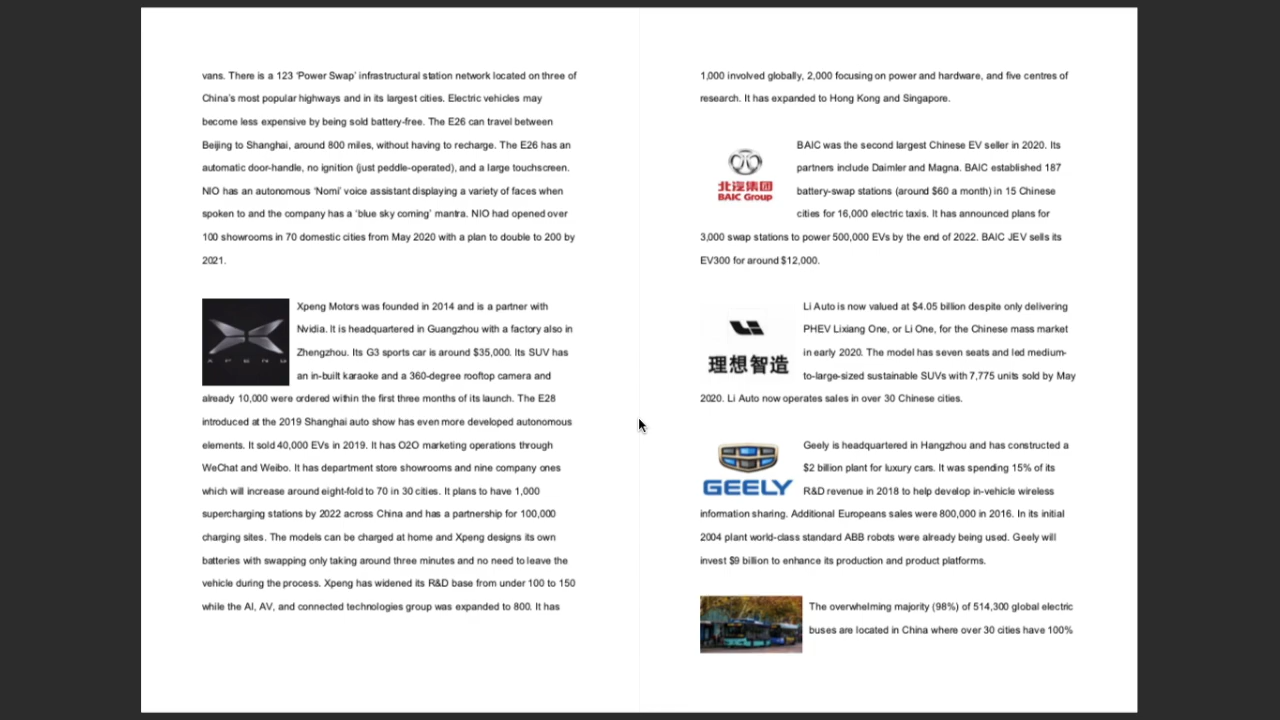 vans. There is a 123 ‘Power Swap’ infrastructural station network located on three of
China’s most popular highways and in its largest cities. Electric vehicles may
become less expensive by being sold battery-free. The E26 can travel between
Beijing to Shanghai, around 800 miles, without having to recharge. The E26 has an
automatic door-handle, no ignition (just peddle-operated), and a large touchscreen.
NIO has an autonomous ‘Nomi’ voice assistant displaying a variety of faces when
spoken to and the company has a ‘blue sky coming’ mantra. NIO had opened over
100 showrooms in 70 domestic cities from May 2020 with a plan to double to 200 by
2021.
XPENG
Xpeng Motors was founded in 2014 and is a partner with
Nvidia. It is headquartered in Guangzhou with a factory also in
Zhengzhou. Its G3 sports car is around $35,000. Its SUV has
an in-built karaoke and a 360-degree rooftop camera and
already 10,000 were ordered within the first three months of its launch. The E28
introduced at the 2019 Shanghai auto show has even more developed autonomous
elements. It sold 40,000 EVs in 2019. It has O2O marketing operations through
WeChat and Weibo. It has department store showrooms and nine company ones
which will increase around eight-fold to 70 in 30 cities. It plans to have 1,000
supercharging stations by 2022 across China and has a partnership for 100,000
charging sites. The models can be charged at home and Xpeng designs its own
batteries with swapping only taking around three minutes and no need to leave the
vehicle during the process. Xpeng has widened its R&D base from under 100 to 150
while the AI, AV, and connected technologies group was expanded to 800. It has
1,000 involved globally, 2,000 focusing on power and hardware, and five centres of
research. It has expanded to Hong Kong and Singapore.
北汽集团
BAIC Group
BAIC was the second largest Chinese EV seller in 2020. Its
partners include Daimler and Magna. BAIC established 187
battery-swap stations (around $60 a month) in 15 Chinese
cities for 16,000 electric taxis. It has announced plans for
3,000 swap stations to power 500,000 EVs by the end of 2022. BAIC JEV sells its
EV300 for around $12,000.
理想智造
Li Auto is now valued at $4.05 billion despite only delivering
PHEV Lixiang One, or Li One, for the Chinese mass market
in early 2020. The model has seven seats and led medium-
to-large-sized sustainable SUVs with 7,775 units sold by May
2020. Li Auto now operates sales in over 30 Chinese cities.
GEELY
Geely is headquartered in Hangzhou and has constructed a
$2 billion plant for luxury cars. It was spending 15% of its
R&D revenue in 2018 to help develop in-vehicle wireless
information sharing. Additional Europeans sales were 800,000 in 2016. In its initial
2004 plant world-class standard ABB robots were already being used. Geely will
invest $9 billion to enhance its production and product platforms.
The overwhelming majority (98%) of 514,300 global electric
buses are located in China where over 30 cities have 100%